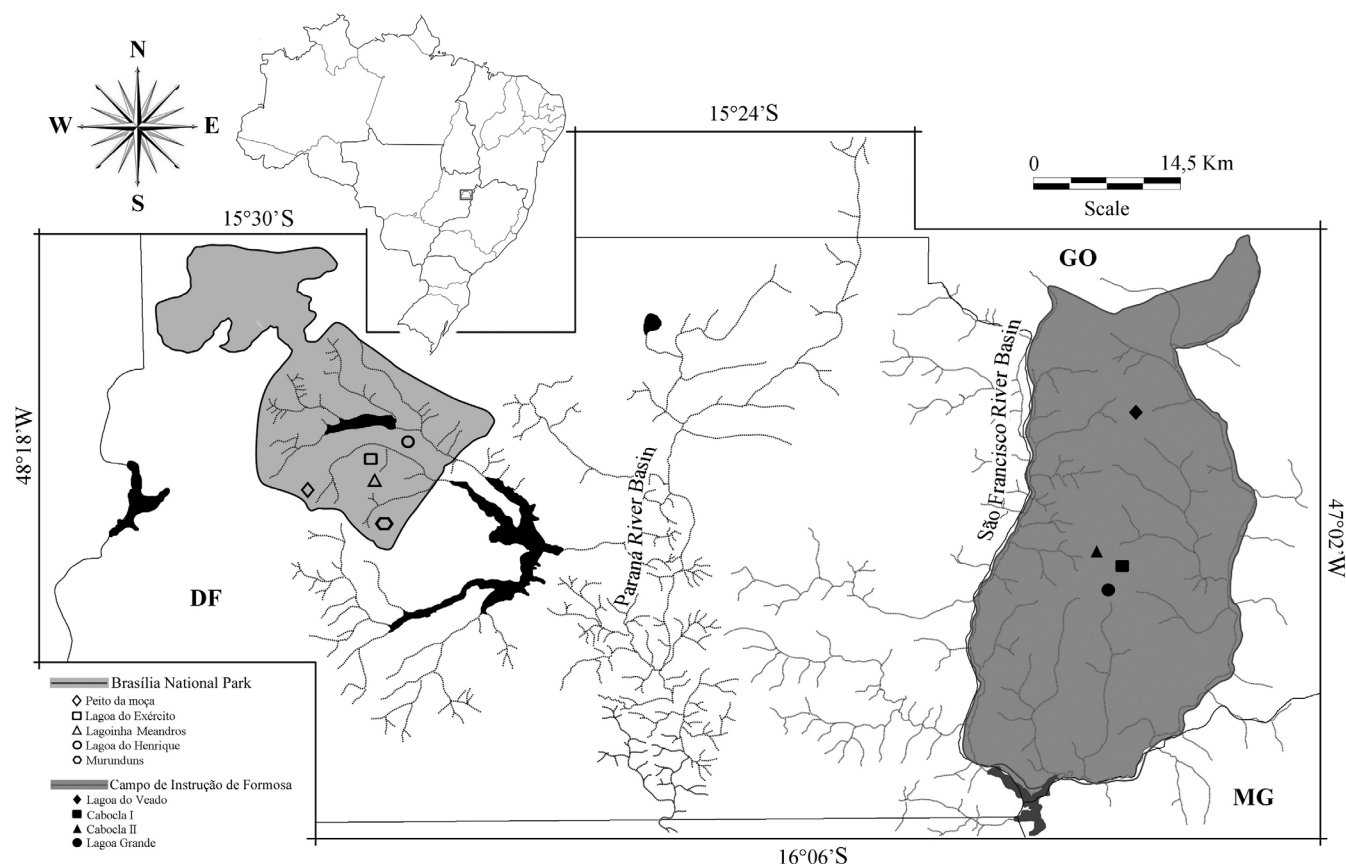 N
W
E
S
15°24'S
0
14,5 Km
Scale
15°30'S
GO
48°18'W
Paraná River Basin
São Francisco River Basin
47°02'W
DF
Brasília National Park
Peito da moça
Lagoa do Exército
Lagoinha Meandros
Lagoa do Henrique
Murunduns
Campo de Instrução de Formosa
Lagoa do Veado
Cabocla I
Cabocla II
Lagoa Grande
MG
16°06'S